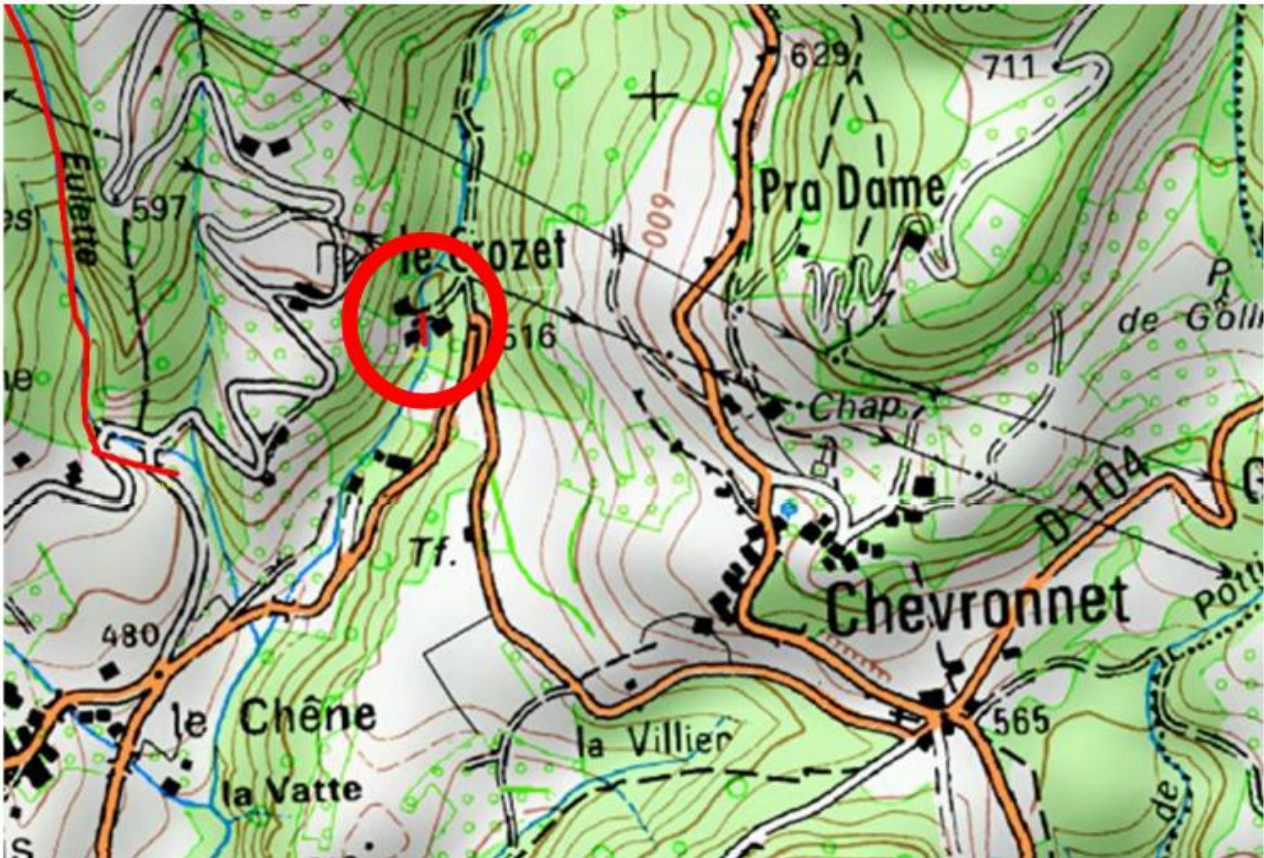 629
711
Eulette
Pra Dame
597
600
le Crozet
P
de Goll
516
Chap.
D 104
G
Tf.
Chevronnet
Potti
480
le Chêne
565
la Villier
la Vatte
de
s